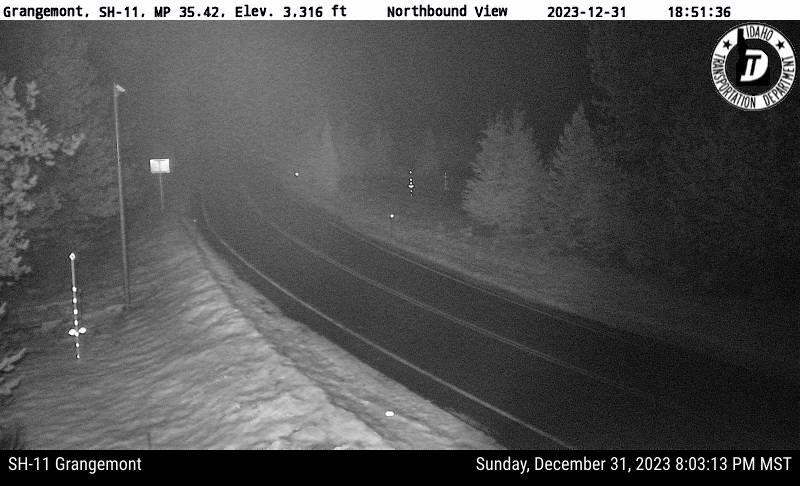 Grangemont, SH-11, MP 35.42, Elev. 3,316 ft Northbound View 2023-12-31 18:51:36
IDAHO
TRANSPORTATION DEPARTMENT
SH-11 Grangemont Sunday, December 31, 2023 8:03:13 PM MST